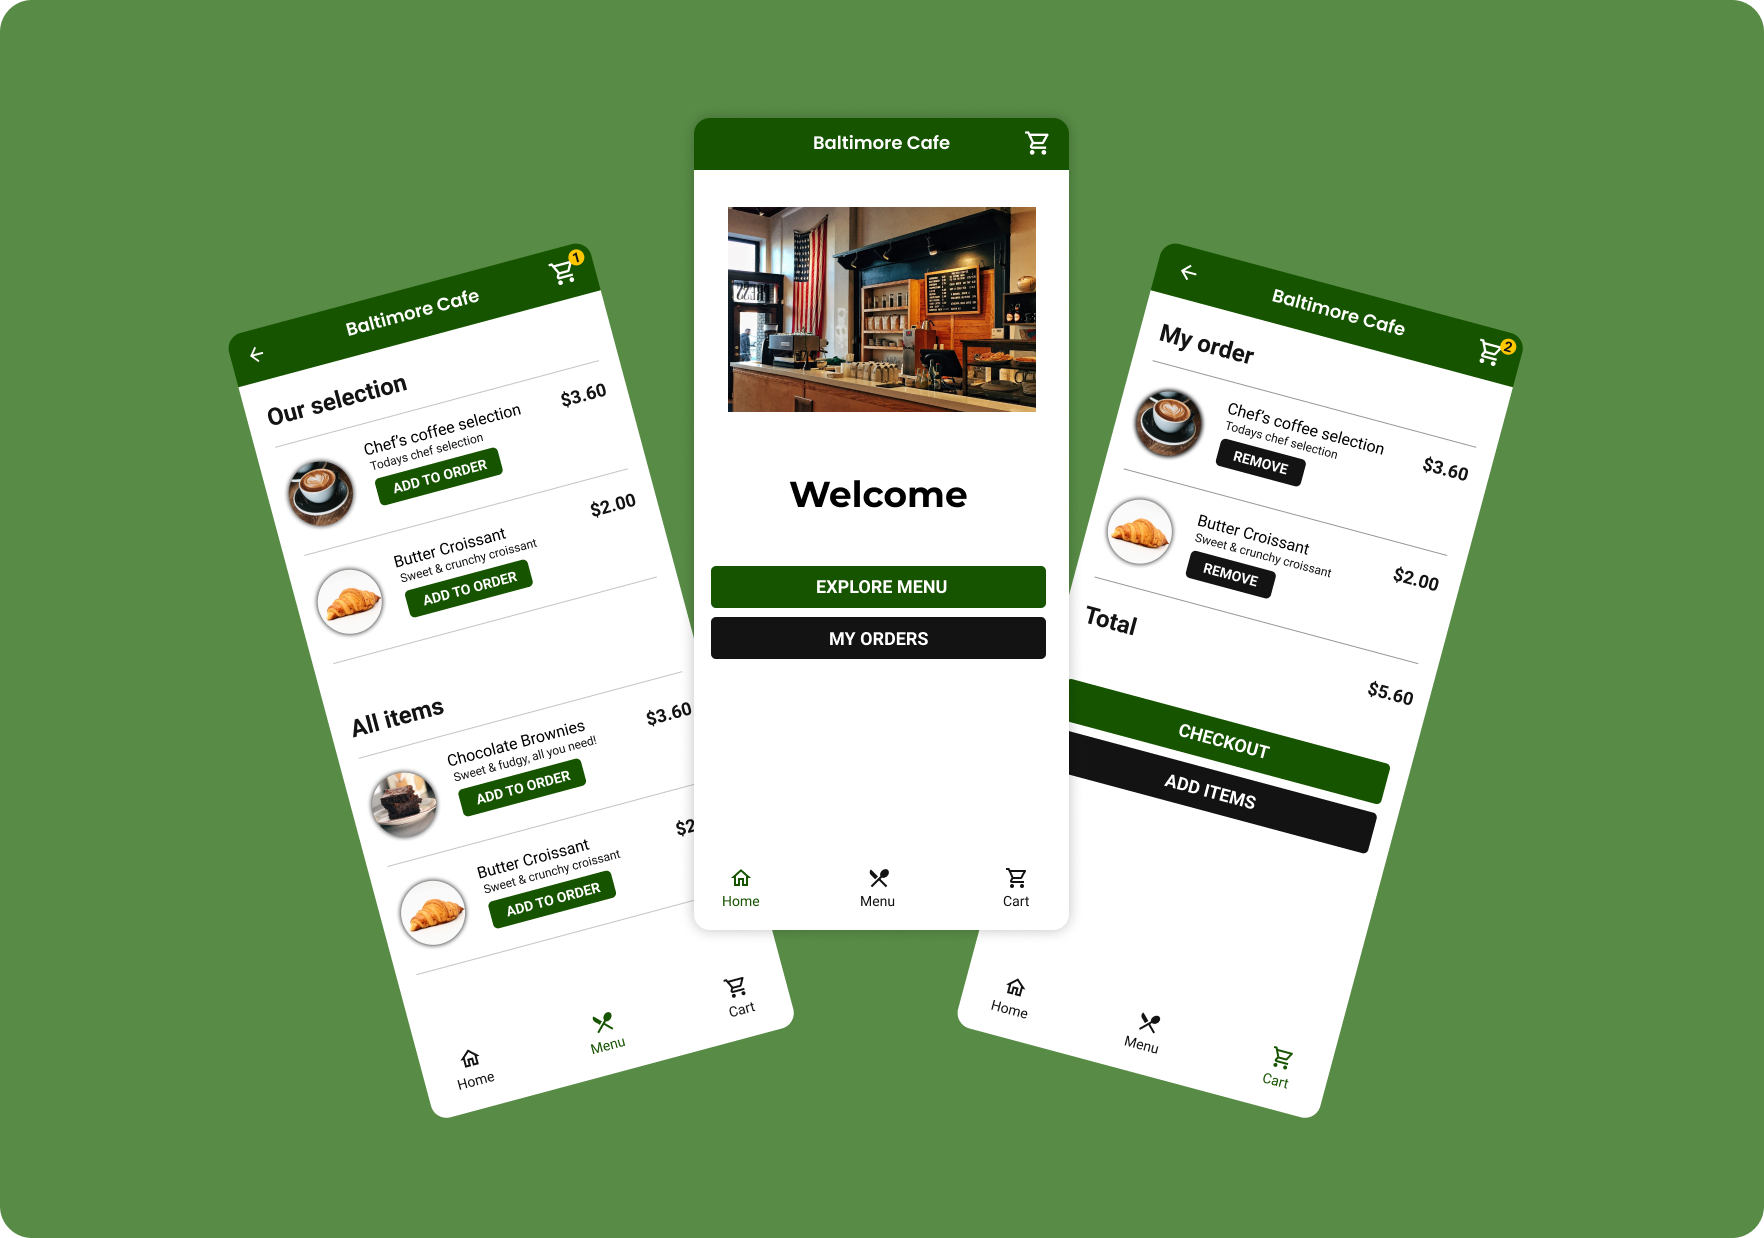 Baltimore Cafe
1
Our selection
Chef's coffee selection
$3.60
Todays chef selection
ADD TO ORDER
Butter Croissant
$2.00
Sweet & crunchy croissant
ADD TO ORDER
All items
Chocolate Brownies
$3.60
Sweet & fudgy, all you need!
ADD TO ORDER
Butter Croissant
$2
Sweet & crunchy croissant
ADD TO ORDER
Home
Menu
Cart
Baltimore Cafe
Welcome
EXPLORE MENU
MY ORDERS
Home
Menu
Cart
Baltimore Cafe
2
My order
Chef's coffee selection
Todays chef selection
$3.60
REMOVE
Butter Croissant
Sweet & crunchy croissant
$2.00
REMOVE
Total
$5.60
CHECKOUT
ADD ITEMS
Home
Menu
Cart